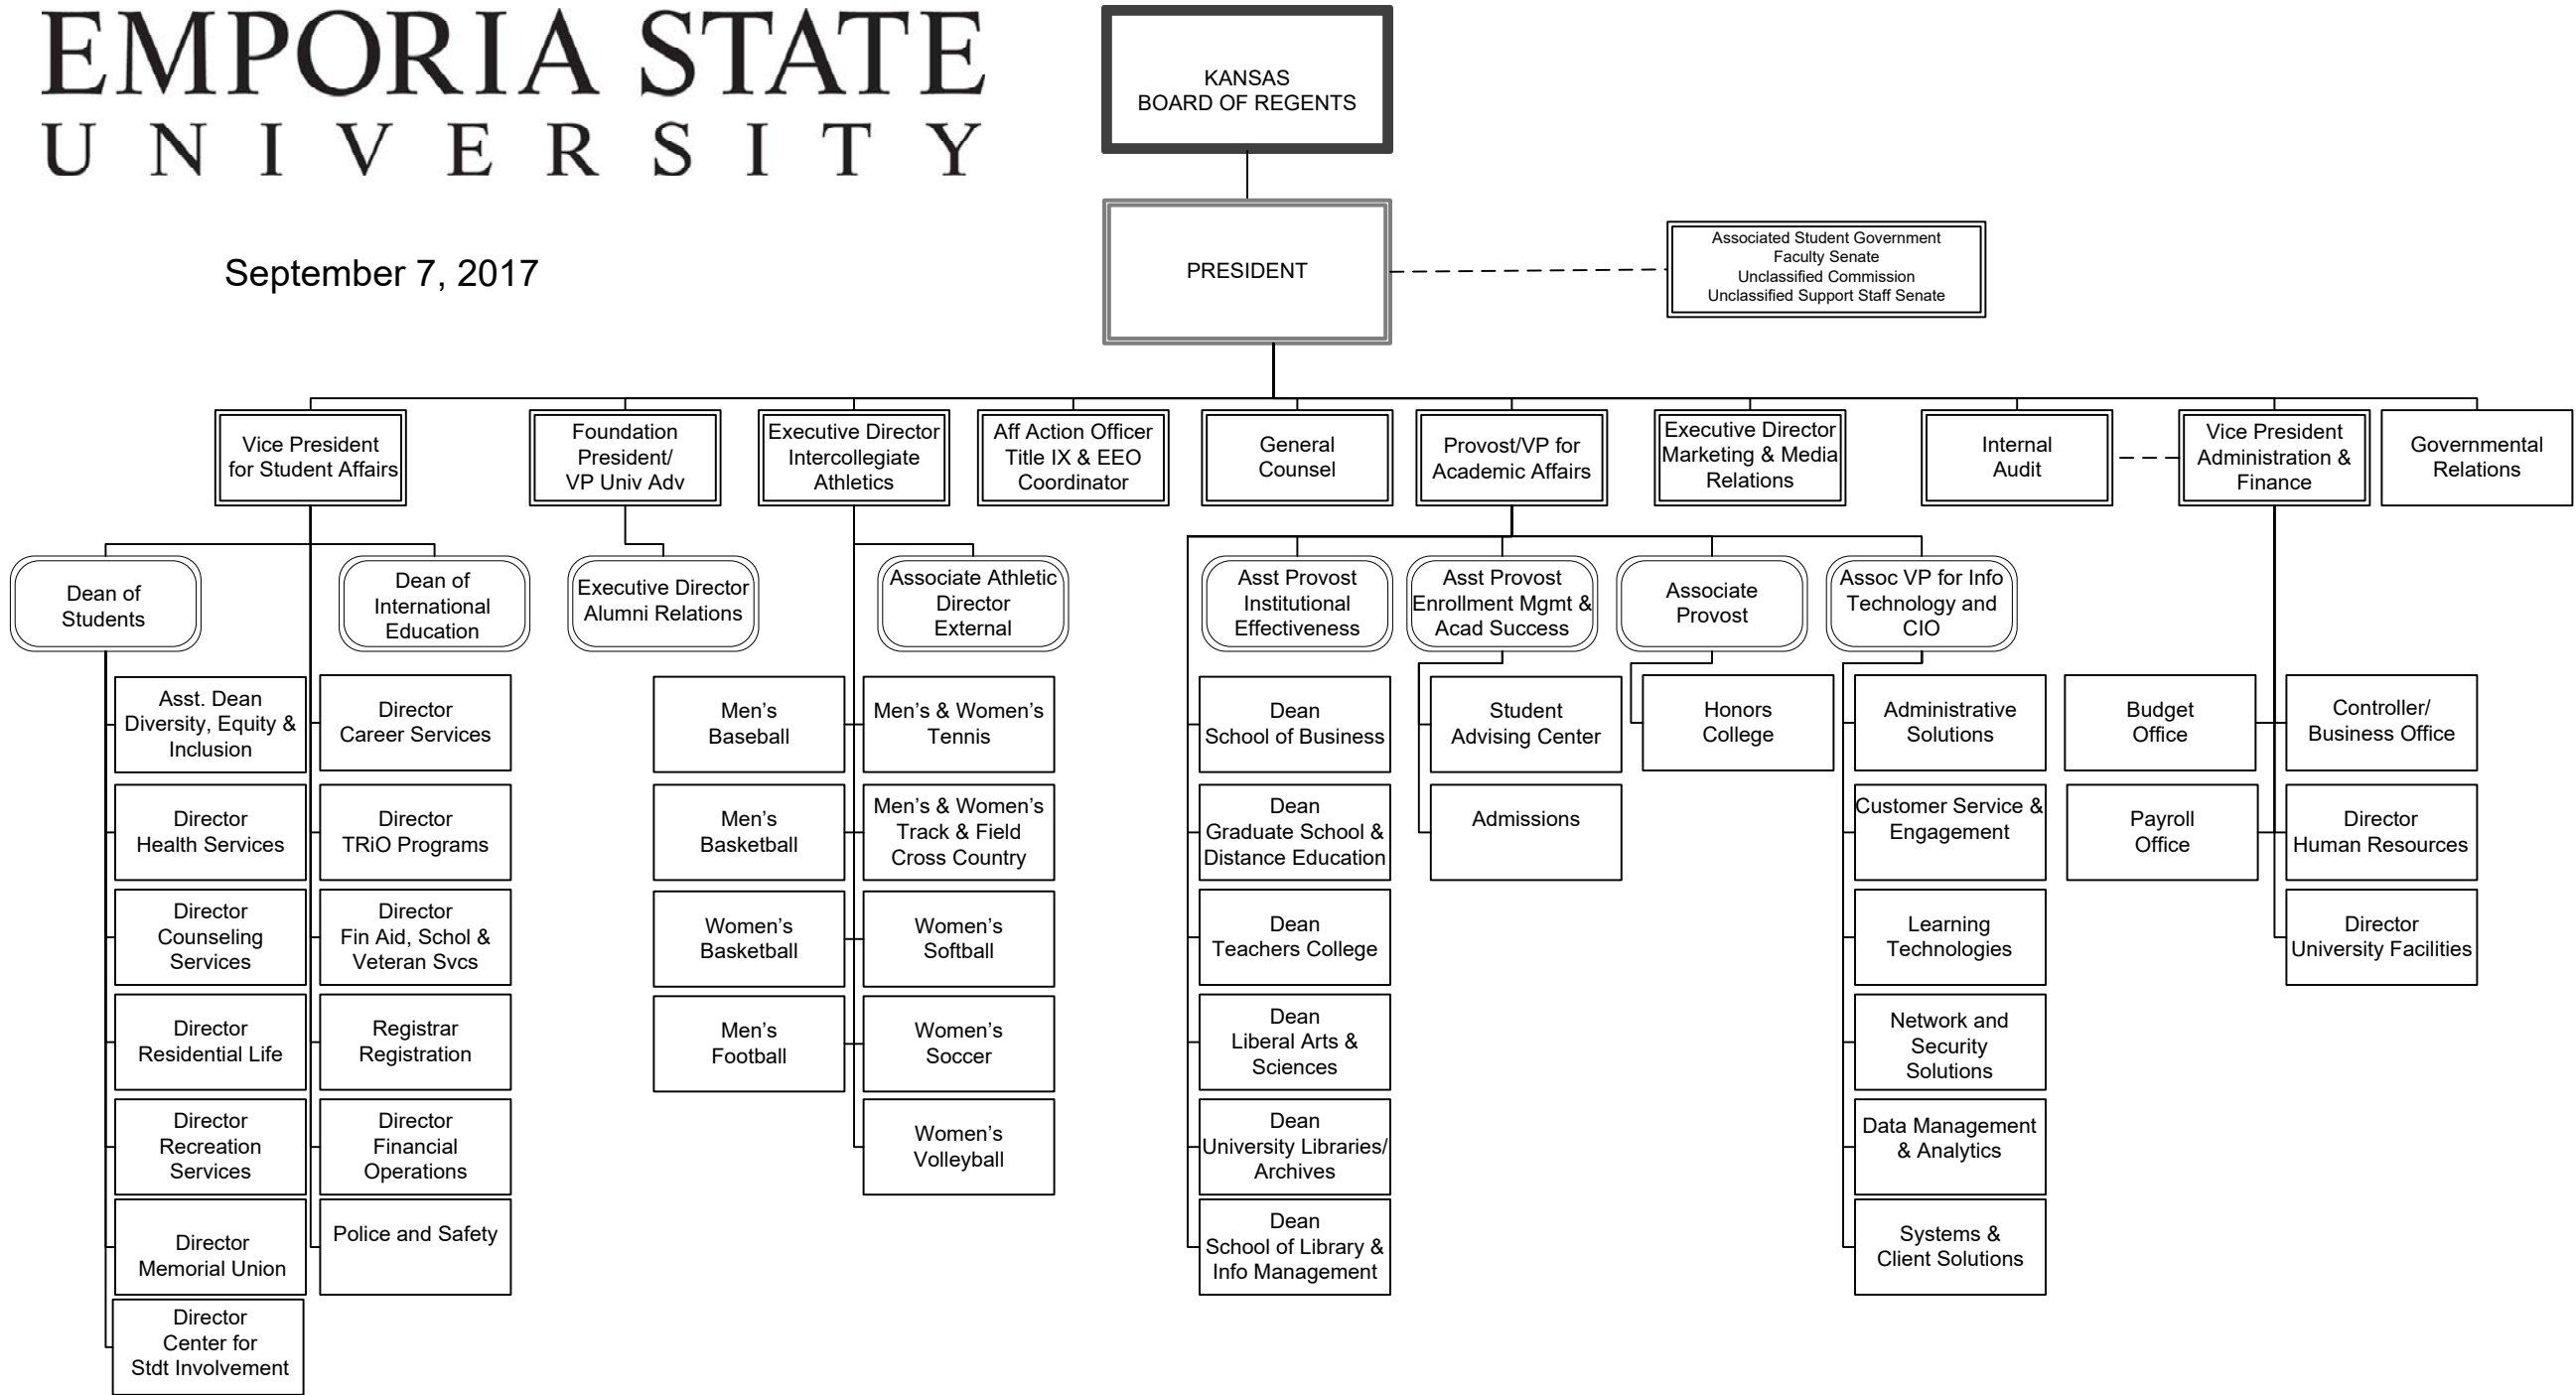 EMPORIA STATE
UNIVERSITY
September 7, 2017
KANSAS
BOARD OF REGENTS
PRESIDENT
Associated Student Government
Faculty Senate
Unclassified Commission
Unclassified Support Staff Senate
Vice President
for Student Affairs
Foundation
President/
VP Univ Adv
Executive Director
Intercollegiate
Athletics
Aff Action Officer
Title IX & EEO
Coordinator
General
Counsel
Provost/VP for
Academic Affairs
Executive Director
Marketing & Media
Relations
Internal
Audit
Vice President
Administration &
Finance
Governmental
Relations
Dean of
Students
Dean of
International
Education
Executive Director
Alumni Relations
Associate Athletic
Director
External
Asst Provost
Institutional
Effectiveness
Asst Provost
Enrollment Mgmt &
Acad Success
Associate
Provost
Assoc VP for Info
Technology and
CIO
Asst. Dean
Diversity, Equity &
Inclusion
Director
Career Services
Men’s
Baseball
Men’s & Women’s
Tennis
Dean
School of Business
Student
Advising Center
Honors
College
Administrative
Solutions
Budget
Office
Controller/
Business Office
Director
Health Services
Director
TRiO Programs
Men’s
Basketball
Men’s & Women’s
Track & Field
Cross Country
Dean
Graduate School &
Distance Education
Admissions
Customer Service &
Engagement
Payroll
Office
Director
Human Resources
Director
Counseling
Services
Director
Fin Aid, Schol &
Veteran Svcs
Women’s
Basketball
Women’s
Softball
Dean
Teachers College
Learning
Technologies
Director
University Facilities
Director
Residential Life
Registrar
Registration
Men’s
Football
Women’s
Soccer
Dean
Liberal Arts &
Sciences
Network and
Security
Solutions
Director
Recreation
Services
Director
Financial
Operations
Women’s
Volleyball
Dean
University Libraries/
Archives
Data Management
& Analytics
Director
Memorial Union
Police and Safety
Dean
School of Library &
Info Management
Systems &
Client Solutions
Director
Center for
Stdt Involvement